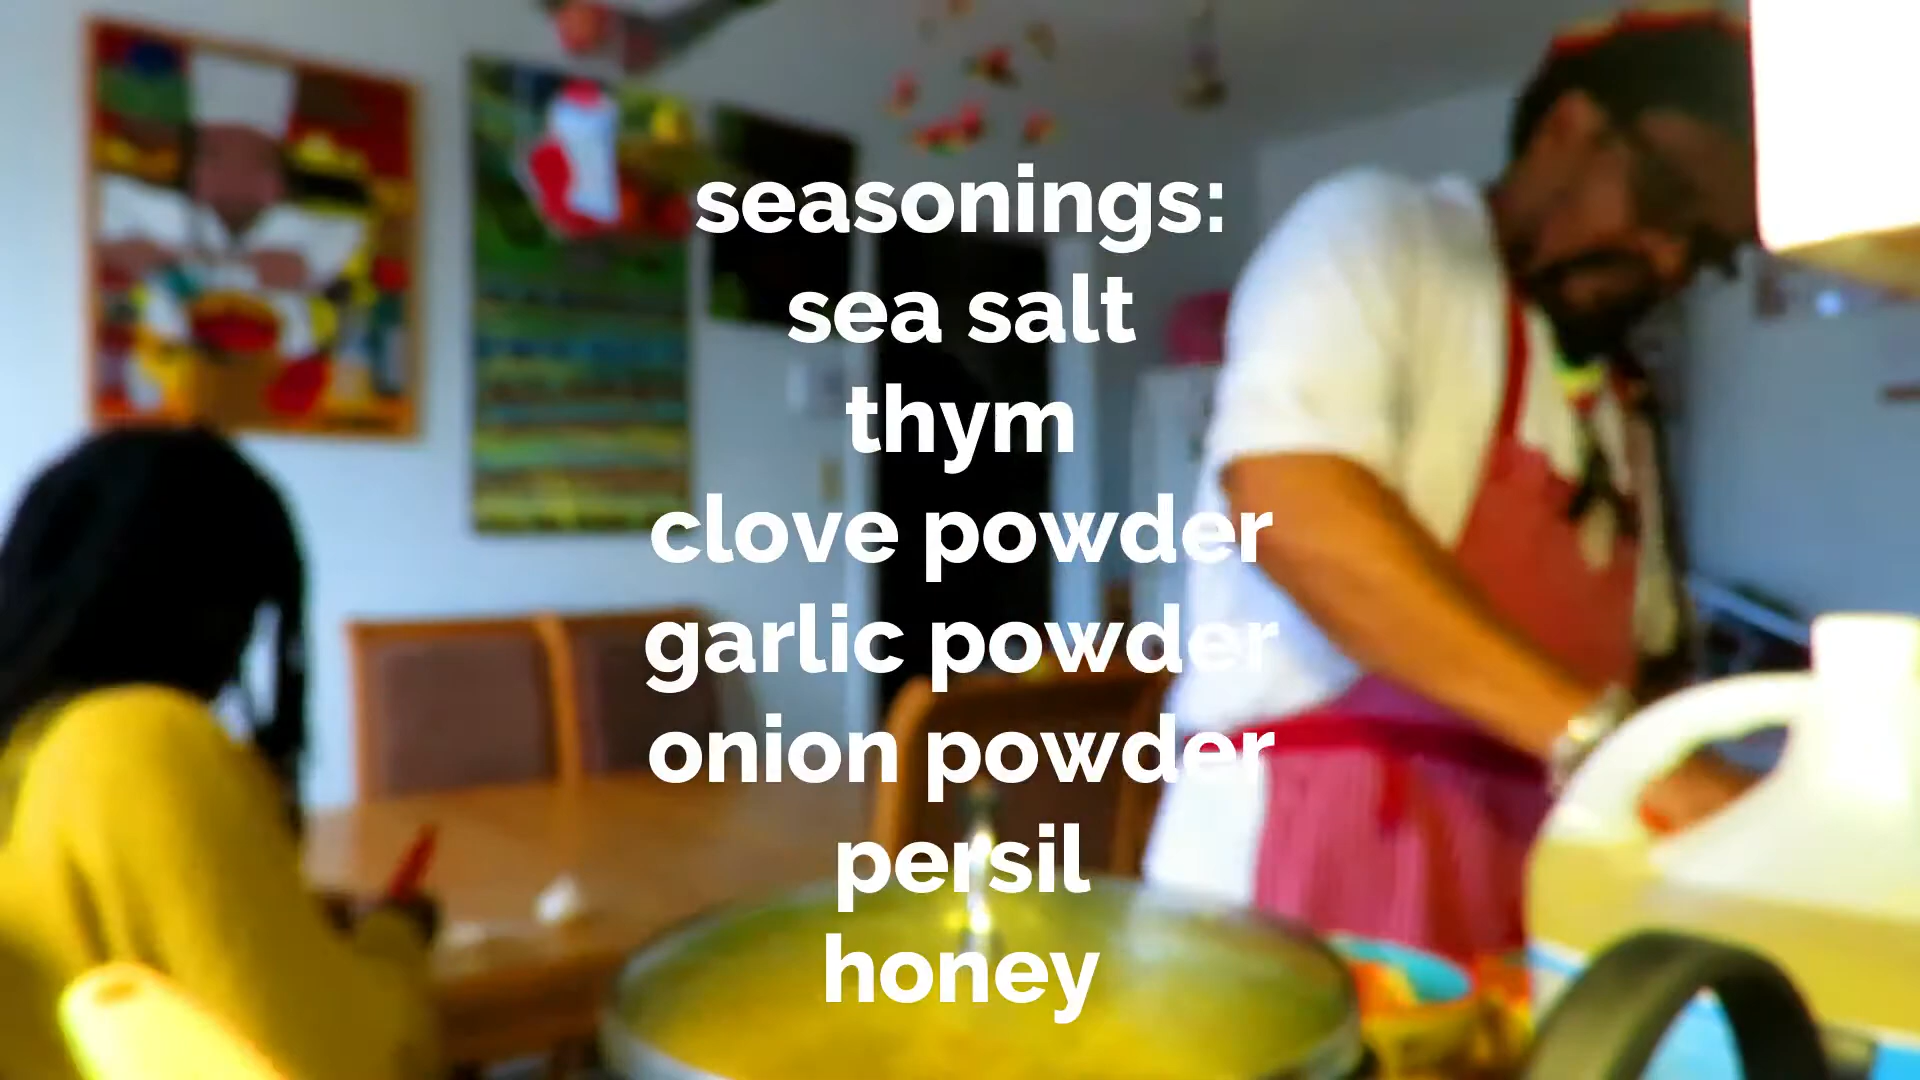 seasonings:
sea salt
thym
clove powder
garlic powder
onion powder
persil
honey